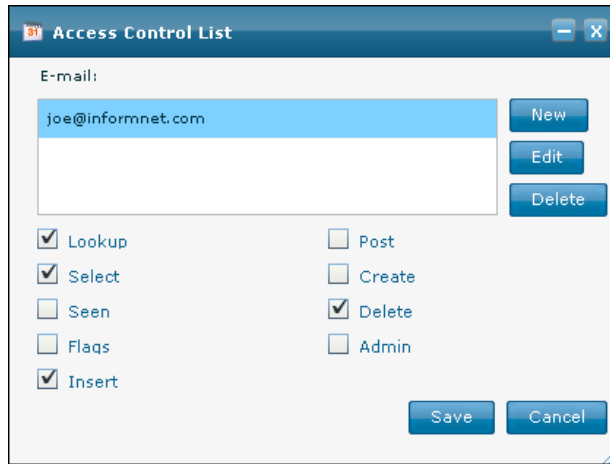 31 Access Control List
E-mail:
joe@informnet.com
New
Edit
Delete
Lookup
Post
Select
Create
Seen
Delete
Flags
Admin
Insert
Save
Cancel